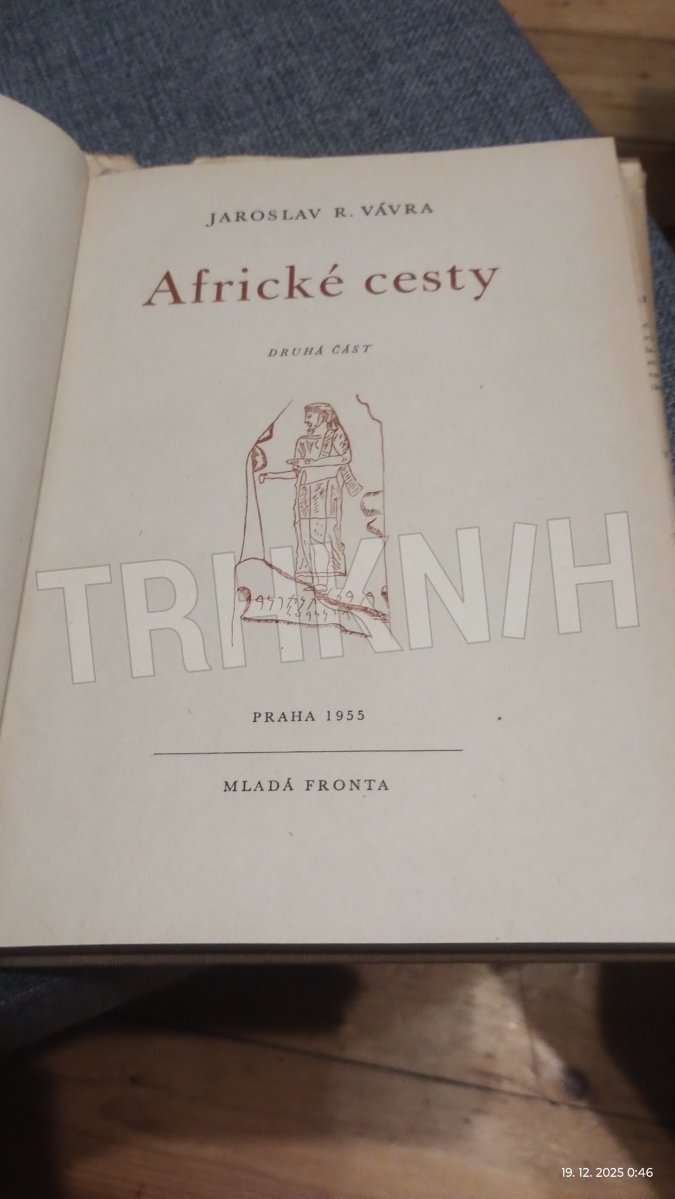 JAROSLAV R. VÁVRA
Africké cesty
DRUHÁ ČÁST
TRHKNIH
PRAHA 1955
MLADÁ FRONTA
19. 12. 2025 0:46